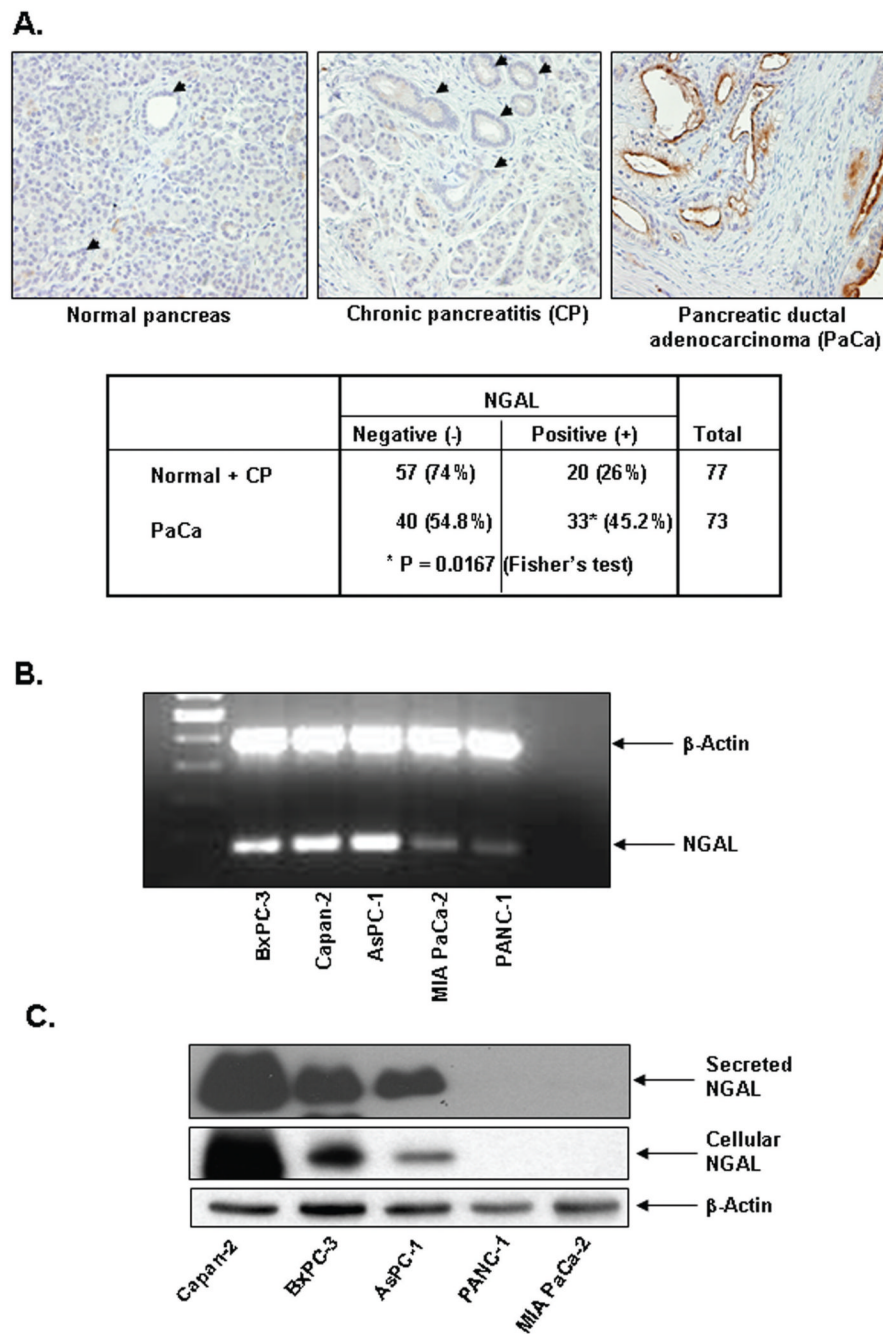 A.
Normal pancreas
Chronic pancreatitis (CP)
Pancreatic ductal
adenocarcinoma (PaCa)
NGAL
Negative (-) Positive (+) Total
Normal + CP 57 (74%) 20 (26%) 77
PaCa 40 (54.8%) 33* (45.2%) 73
* P = 0.0167 (Fisher's test)
B.
β-Actin
NGAL
BxPC-3
Capan-2
AsPC-1
MIA PaCa-2
PANC-1
C.
Secreted
NGAL
Cellular
NGAL
β-Actin
Capan-2
BxPC-3
AsPC-1
PANC-1
MIA PaCa-2